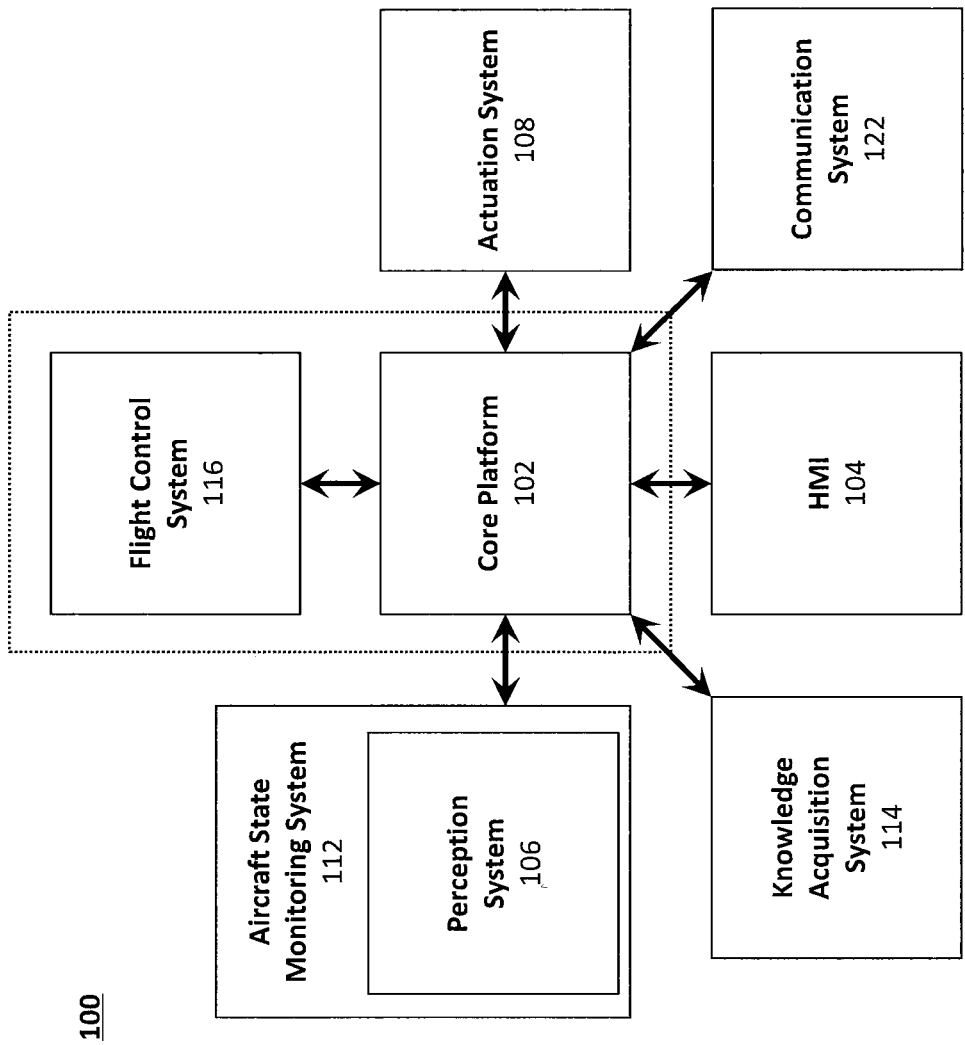 100
Aircraft State
Monitoring System
112
Perception
System
106
Flight Control
System
116
Core Platform
102
Actuation System
108
Knowledge
Acquisition
System
114
HMI
104
Communication
System
122